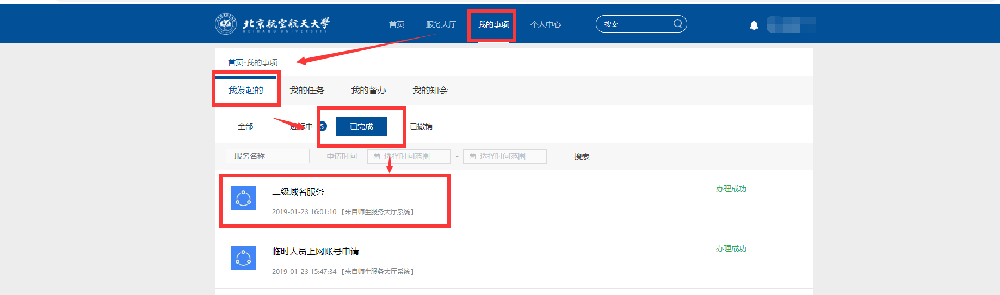 北京航空航天大学
BEIHANG UNIVERSITY
首页
服务大厅
我的事项
个人中心
搜索
首页-我的事项
我发起的
我的任务
我的督办
我的知会
全部
进行中
5
已完成
已撤销
服务名称
申请时间
选择时间范围
-
选择时间范围
搜索
二级域名服务
办理成功
2019-01-23 16:01:10 【来自师生服务大厅系统】
临时人员上网账号申请
办理成功
2019-01-23 15:47:34 【来自师生服务大厅系统】